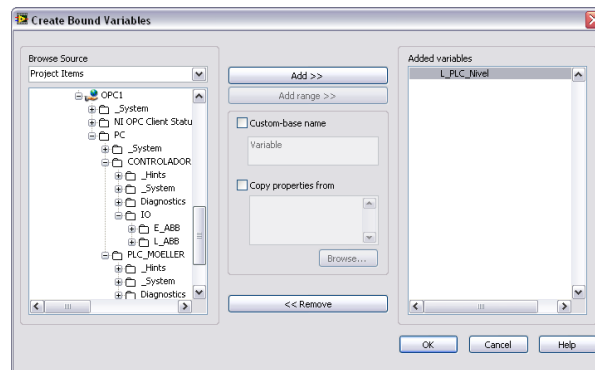 Create Bound Variables
Browse Source
Project Items
OPC1
_System
NI OPC Client Statu
PC
_System
CONTROLADOR
_Hints
_System
Diagnostics
IO
E_ABB
L_ABB
PLC_MOELLER
_Hints
_System
Diagnostics
Add >>
Add range >>
Custom-base name
Variable
Copy properties from
Browse...
<< Remove
Added variables
L_PLC_Nivel
OK
Cancel
Help